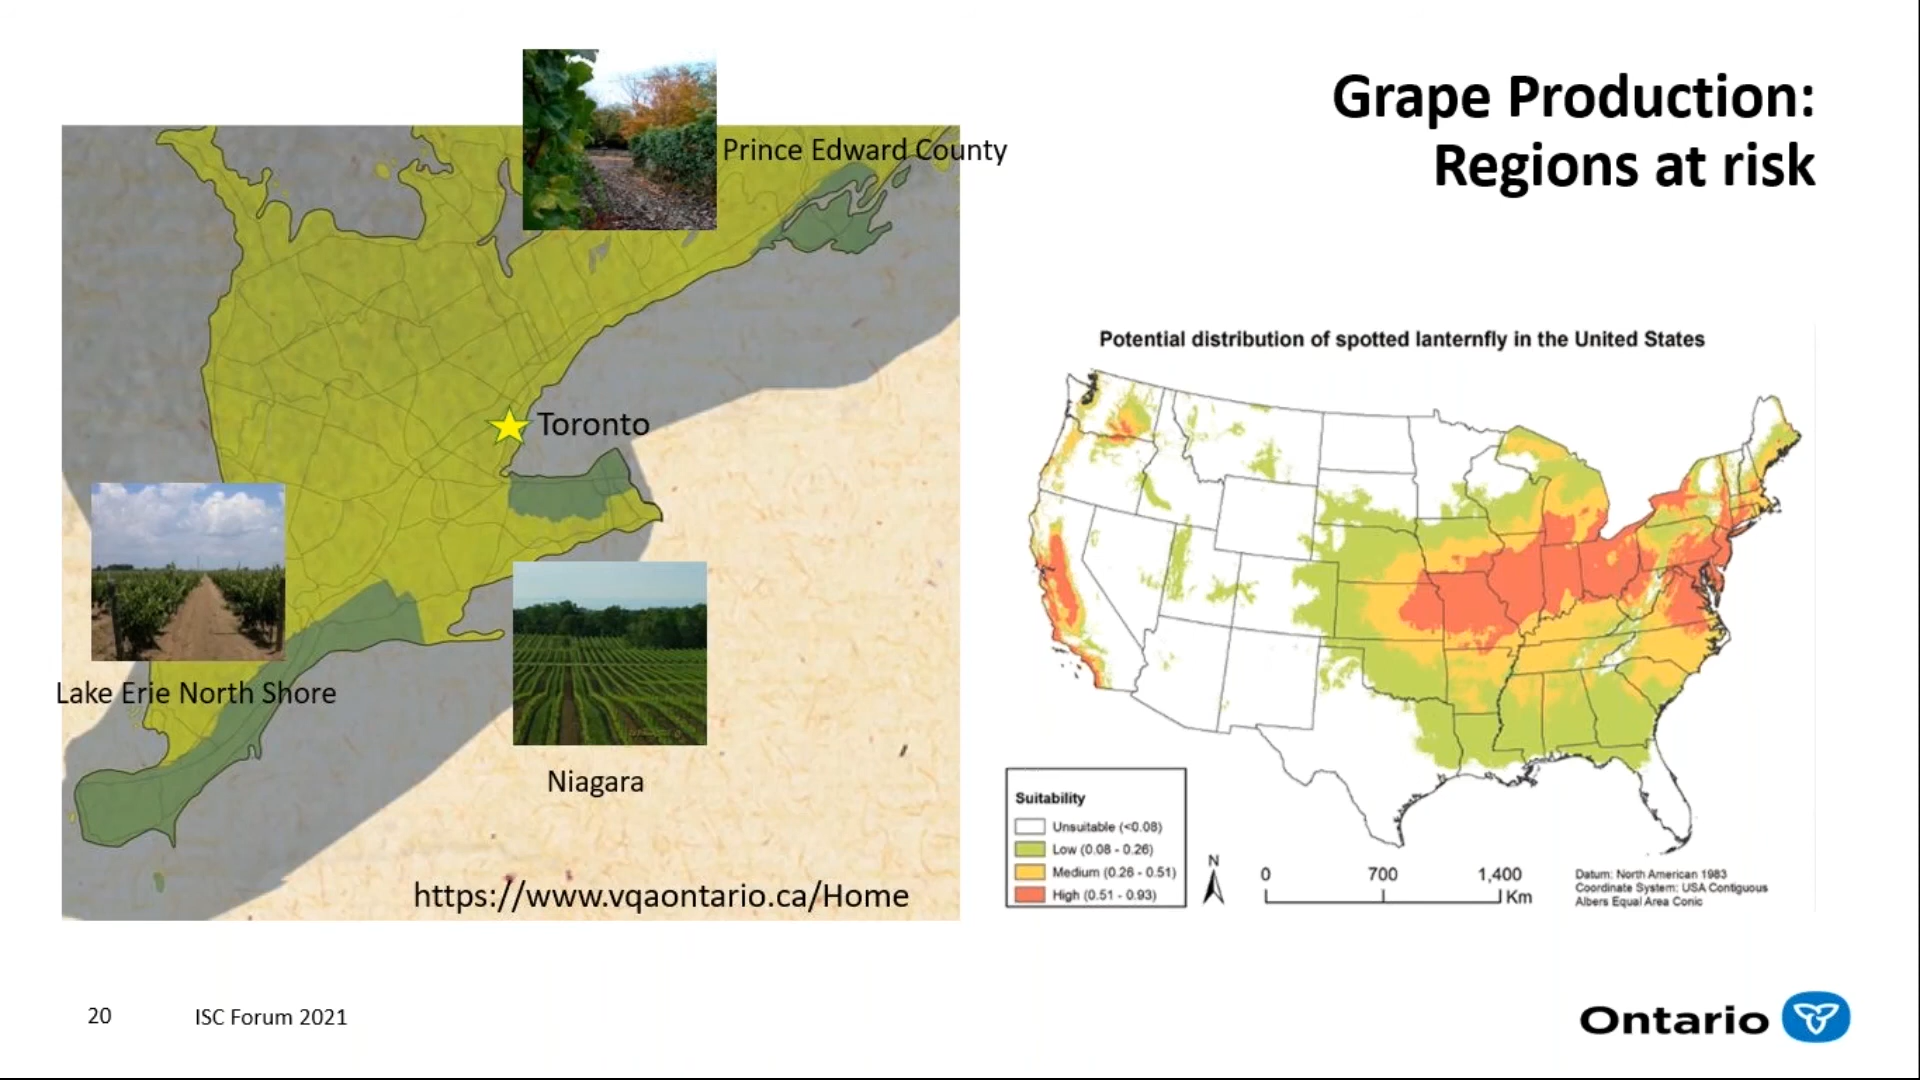 Grape Production:
Regions at risk
Prince Edward County
Toronto
Lake Erie North Shore
Niagara
https://www.vqaontario.ca/Home
Potential distribution of spotted lanternfly in the United States
Suitability
Unsuitable (<0.08)
Low (0.08 - 0.26)
Medium (0.26 - 0.51)
High (0.51 - 0.93)
N
0 700 1,400
Km
Datum: North American 1983
Coordinate System: USA Contiguous
Albers Equal Area Conic
20 ISC Forum 2021
Ontario